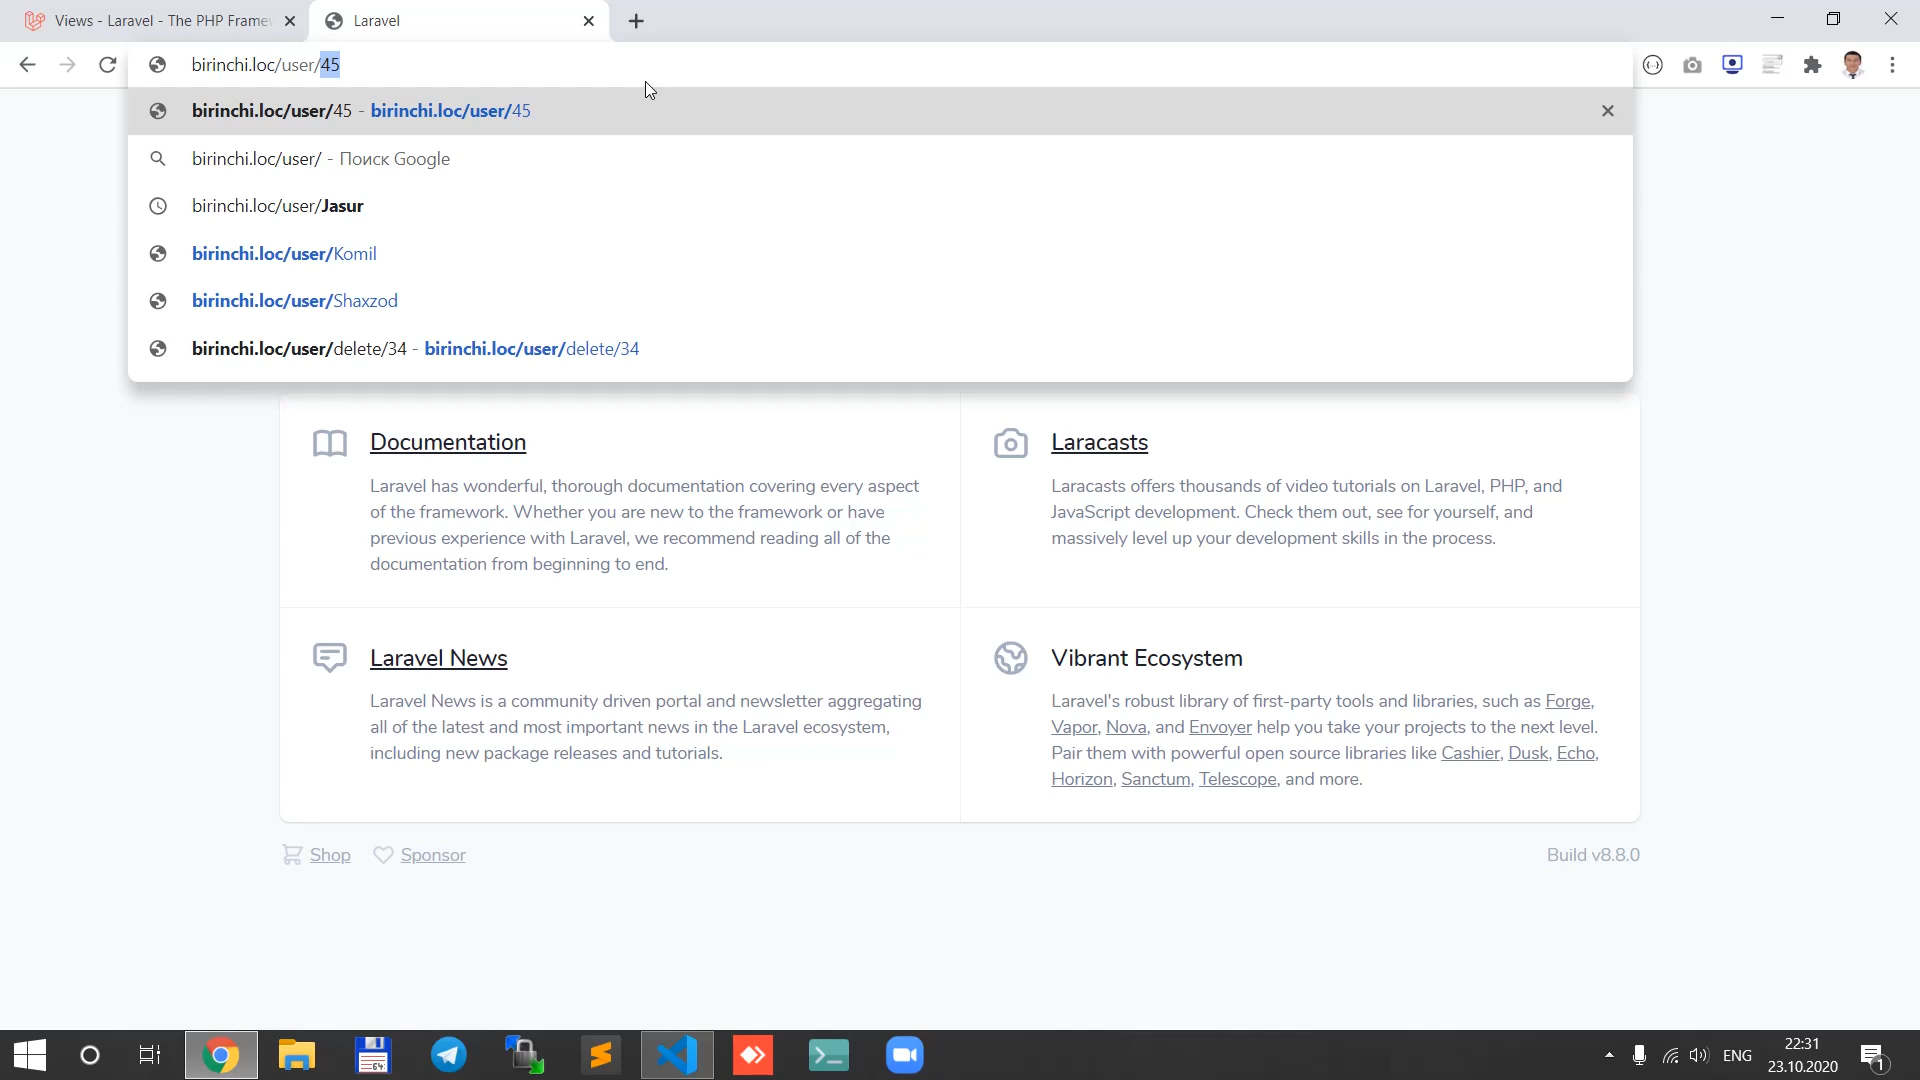 Views - Laravel - The PHP Frame
Laravel
birinchi.loc/user/45
birinchi.loc/user/45 - birinchi.loc/user/45
birinchi.loc/user/ - Поиск Google
birinchi.loc/user/Jasur
birinchi.loc/user/Komil
birinchi.loc/user/Shaxzod
birinchi.loc/user/delete/34 - birinchi.loc/user/delete/34
Documentation
Laravel has wonderful, thorough documentation covering every aspect
of the framework. Whether you are new to the framework or have
previous experience with Laravel, we recommend reading all of the
documentation from beginning to end.
Laracasts
Laracasts offers thousands of video tutorials on Laravel, PHP, and
JavaScript development. Check them out, see for yourself, and
massively level up your development skills in the process.
Laravel News
Laravel News is a community driven portal and newsletter aggregating
all of the latest and most important news in the Laravel ecosystem,
including new package releases and tutorials.
Vibrant Ecosystem
Laravel's robust library of first-party tools and libraries, such as Forge,
Vapor, Nova, and Envoyer help you take your projects to the next level.
Pair them with powerful open source libraries like Cashier, Dusk, Echo,
Horizon, Sanctum, Telescope, and more.
Shop
Sponsor
Build v8.8.0
64
ENG
22:31
23.10.2020
1